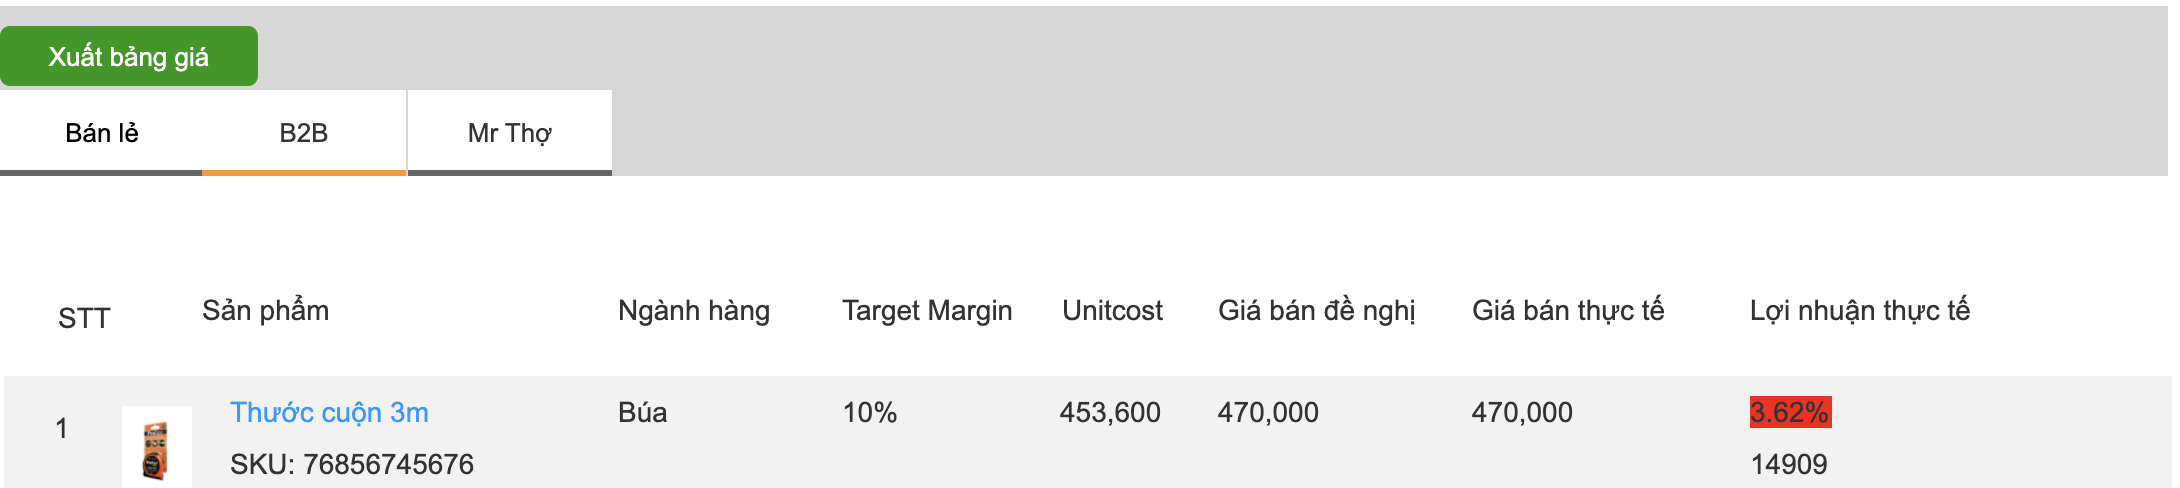 Xuất bảng giá
Bán lẻ B2B Mr Thợ
STT Sản phẩm Ngành hàng Target Margin Unitcost Giá bán đề nghị Giá bán thực tế Lợi nhuận thực tế
1 Thước cuộn 3m Búa 10% 453,600 470,000 470,000 3.62%
SKU: 76856745676 14909